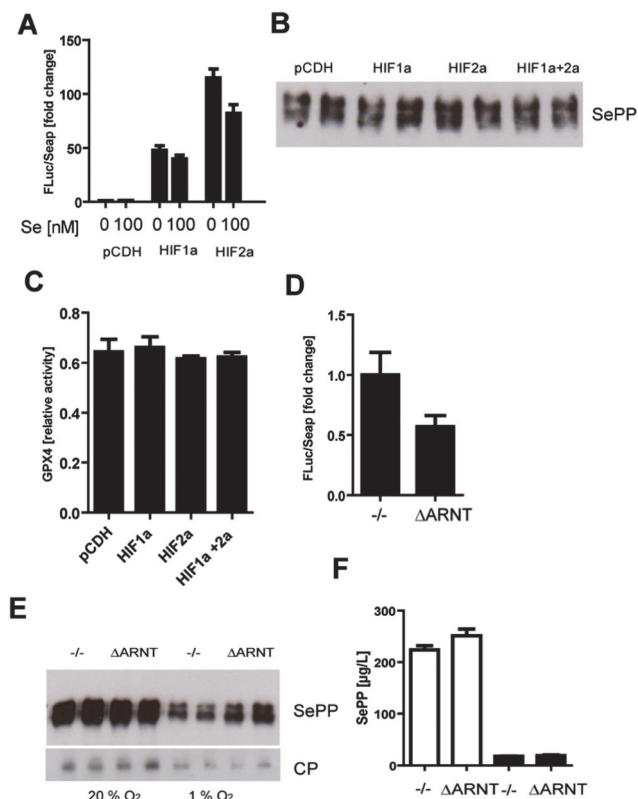 A
FLuc/Seap [fold change]
150
100
50
0
Se [nM]
0 100 0 100 0 100
pCDH HIF1a HIF2a
B
pCDH HIF1a HIF2a HIF1a+2a
SePP
C
GPX4 [relative activity]
0.8
0.6
0.4
0.2
0.0
pCDH HIF1a HIF2a HIF1a +2a
D
FLuc/Seap [fold change]
1.5
1.0
0.5
0.0
-/- ΔARNT
E
-/- ΔARNT -/- ΔARNT
SePP
CP
20 % O₂ 1 % O₂
F
SePP [µg/L]
300
200
100
0
-/- ΔARNT -/- ΔARNT